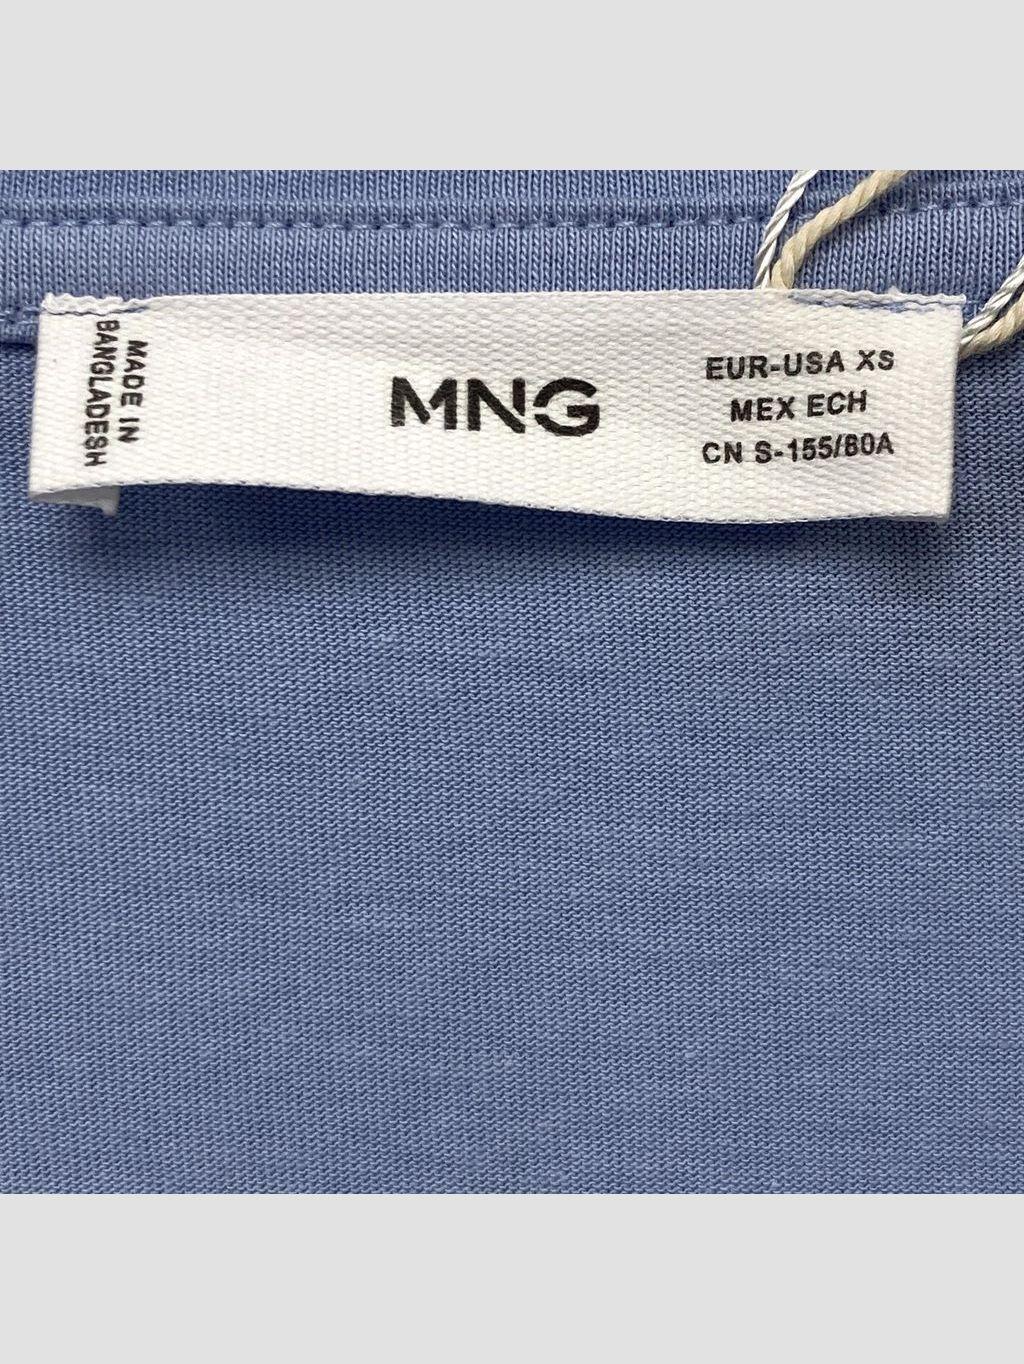 MADE IN
BANGLADESH
MNG
EUR-USA XS
MEX ECH
CN S-155/80A